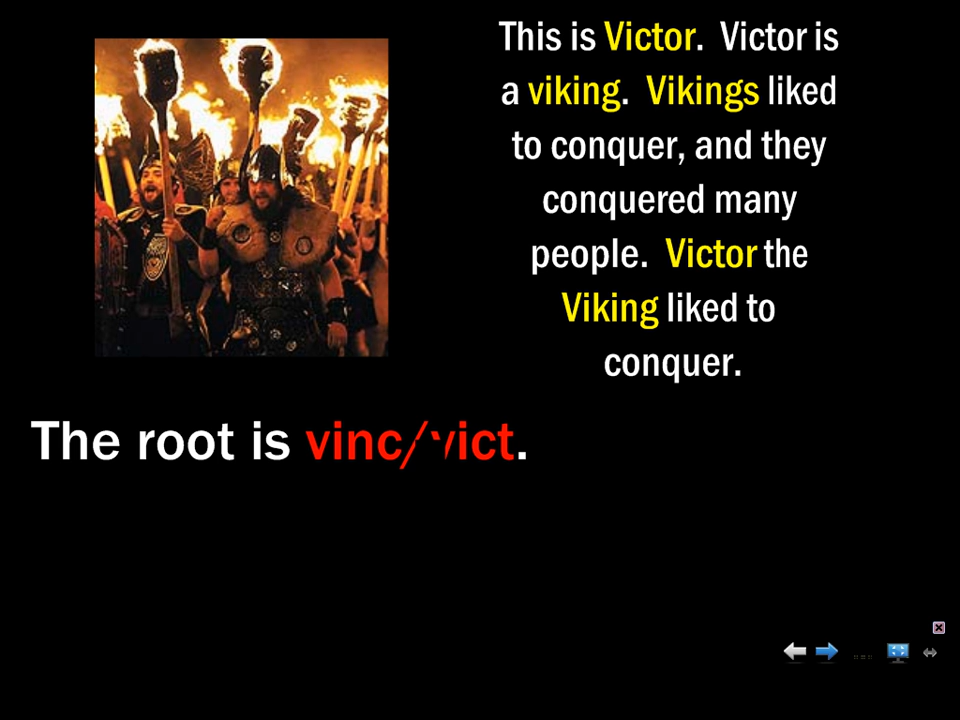 This is Victor. Victor is
a viking. Vikings liked
to conquer, and they
conquered many
people. Victor the
Viking liked to
conquer.
The root is vinc/vict.